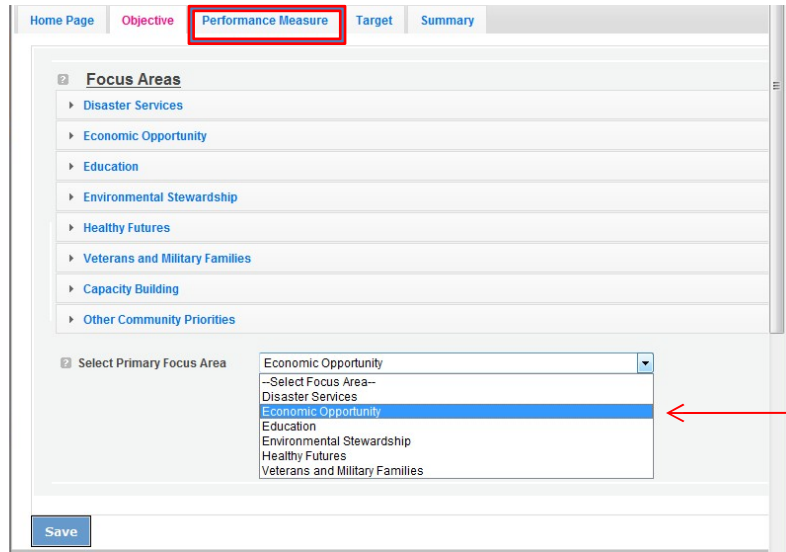 Home Page Objective Performance Measure Target Summary
Focus Areas
Disaster Services
Economic Opportunity
Education
Environmental Stewardship
Healthy Futures
Veterans and Military Families
Capacity Building
Other Community Priorities
Select Primary Focus Area Economic Opportunity
--Select Focus Area--
Disaster Services
Economic Opportunity
Education
Environmental Stewardship
Healthy Futures
Veterans and Military Families
Save